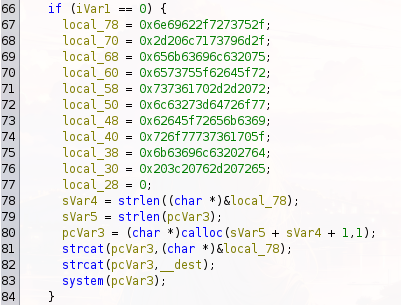 66 if (iVar1 == 0) {
67 local_78 = 0x6e69622f7273752f;
68 local_70 = 0x2d206c7173796d2f;
69 local_68 = 0x656b63696c632075;
70 local_60 = 0x6573755f62645f72;
71 local_58 = 0x737361702d2d2072;
72 local_50 = 0x6c63273d64726f77;
73 local_48 = 0x62645f72656b6369;
74 local_40 = 0x726f77737361705f;
75 local_38 = 0x6b63696c63202764;
76 local_30 = 0x203c20762d207265;
77 local_28 = 0;
78 sVar4 = strlen((char *)&local_78);
79 sVar5 = strlen(pcVar3);
80 pcVar3 = (char *)calloc(sVar5 + sVar4 + 1,1);
81 strcat(pcVar3,(char *)&local_78);
82 strcat(pcVar3,__dest);
83 system(pcVar3);
84 }